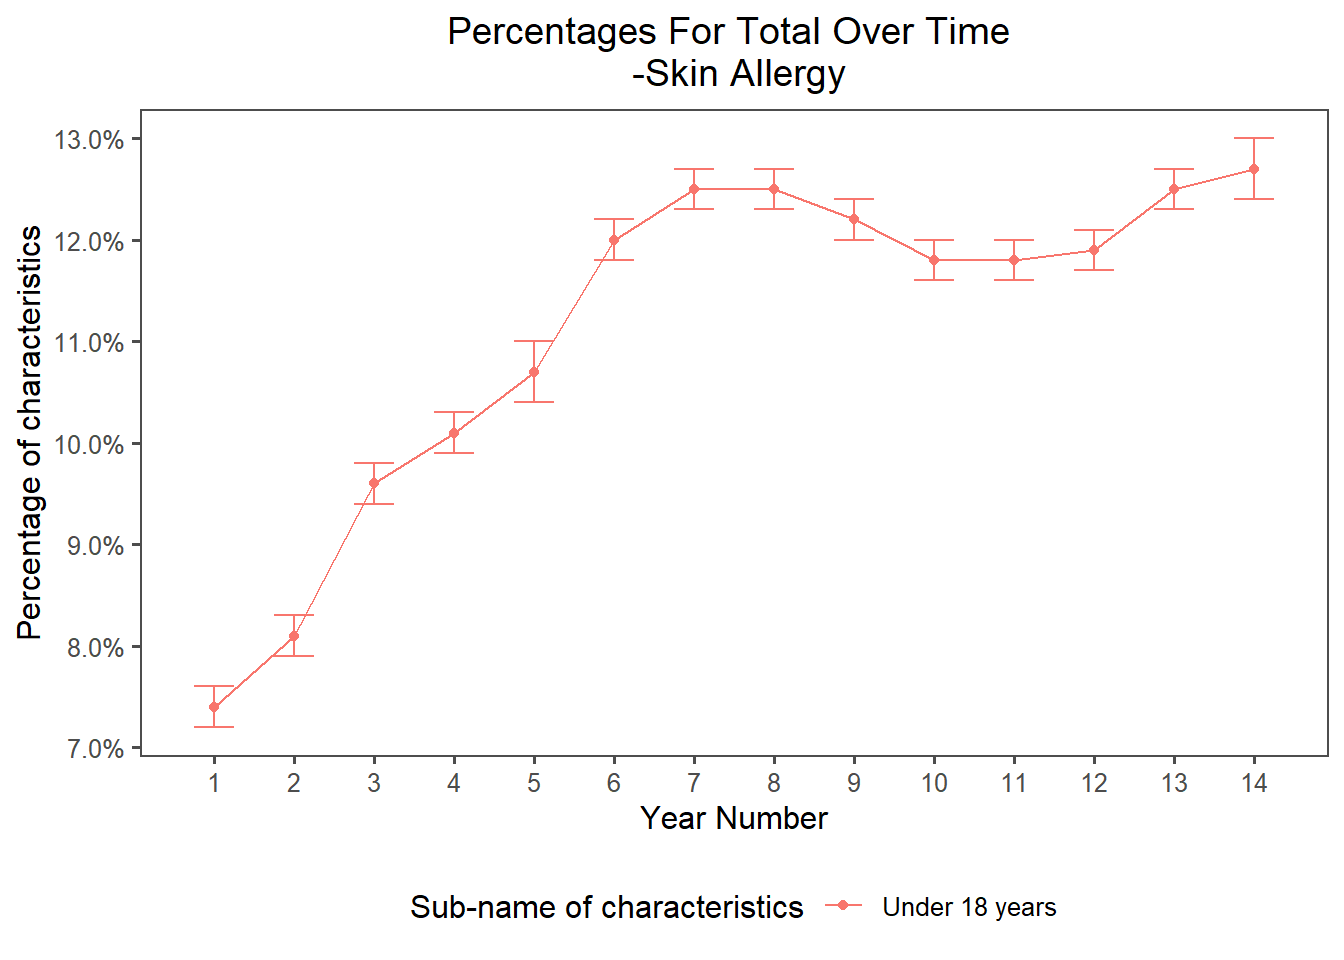 Percentages For Total Over Time
-Skin Allergy
Percentage of characteristics
13.0%
12.0%
11.0%
10.0%
9.0%
8.0%
7.0%
1 2 3 4 5 6 7 8 9 10 11 12 13 14
Year Number
Sub-name of characteristics Under 18 years